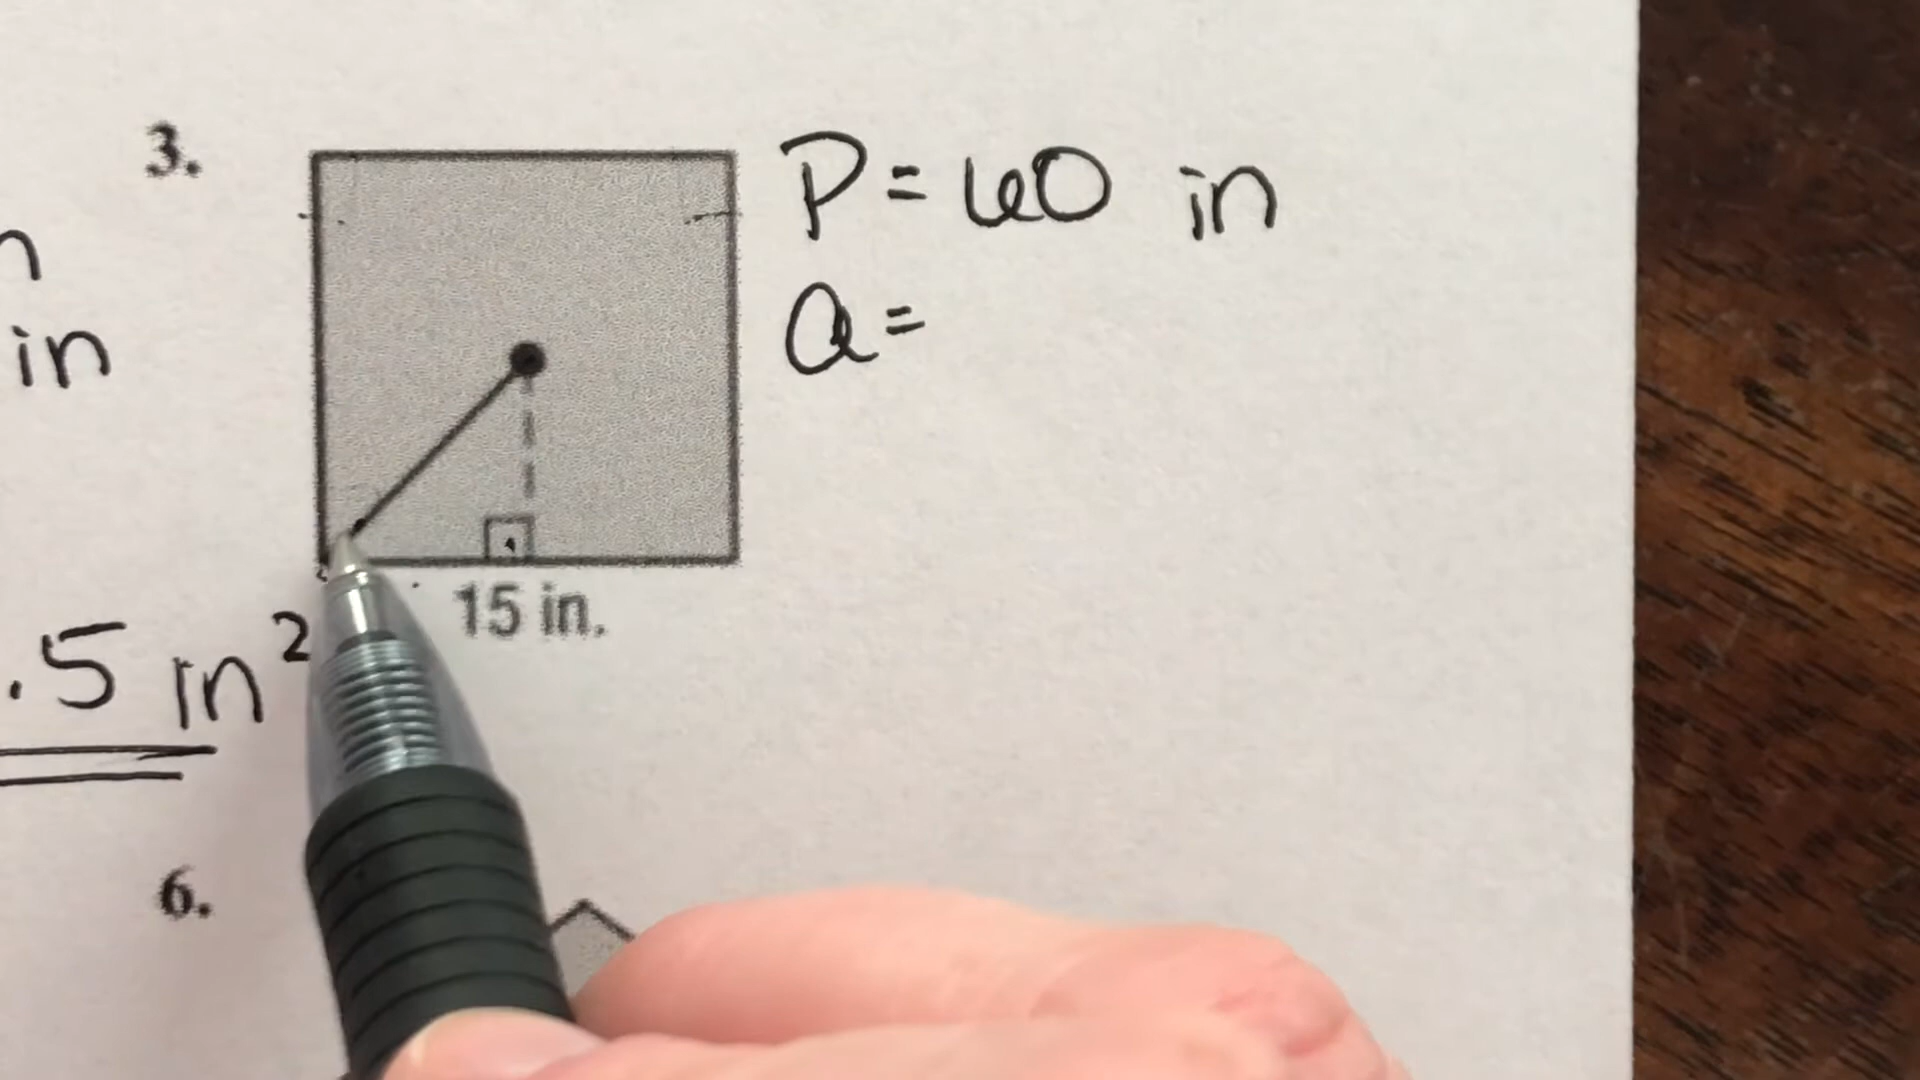 3.
P = 60 in
n
a =
in
15 in.
.5 in²
6.